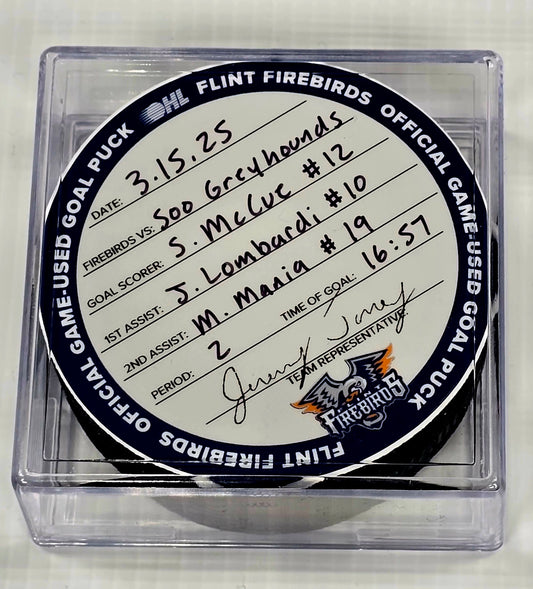 OHL FLINT FIREBIRDS OFFICIAL GAME-USED GOAL PUCK
DATE: 3.15.25
FIREBIRDS VS: Soo Greyhounds
GOAL SCORER: S. McCue #12
1ST ASSIST: J. Lombardi #10
2ND ASSIST: M. Mania #19
PERIOD: 2 TIME OF GOAL: 16:57
Jeremy Torrey
TEAM REPRESENTATIVE
FIREBIRDS
FLINT FIREBIRDS OFFICIAL GAME-USED GOAL PUCK